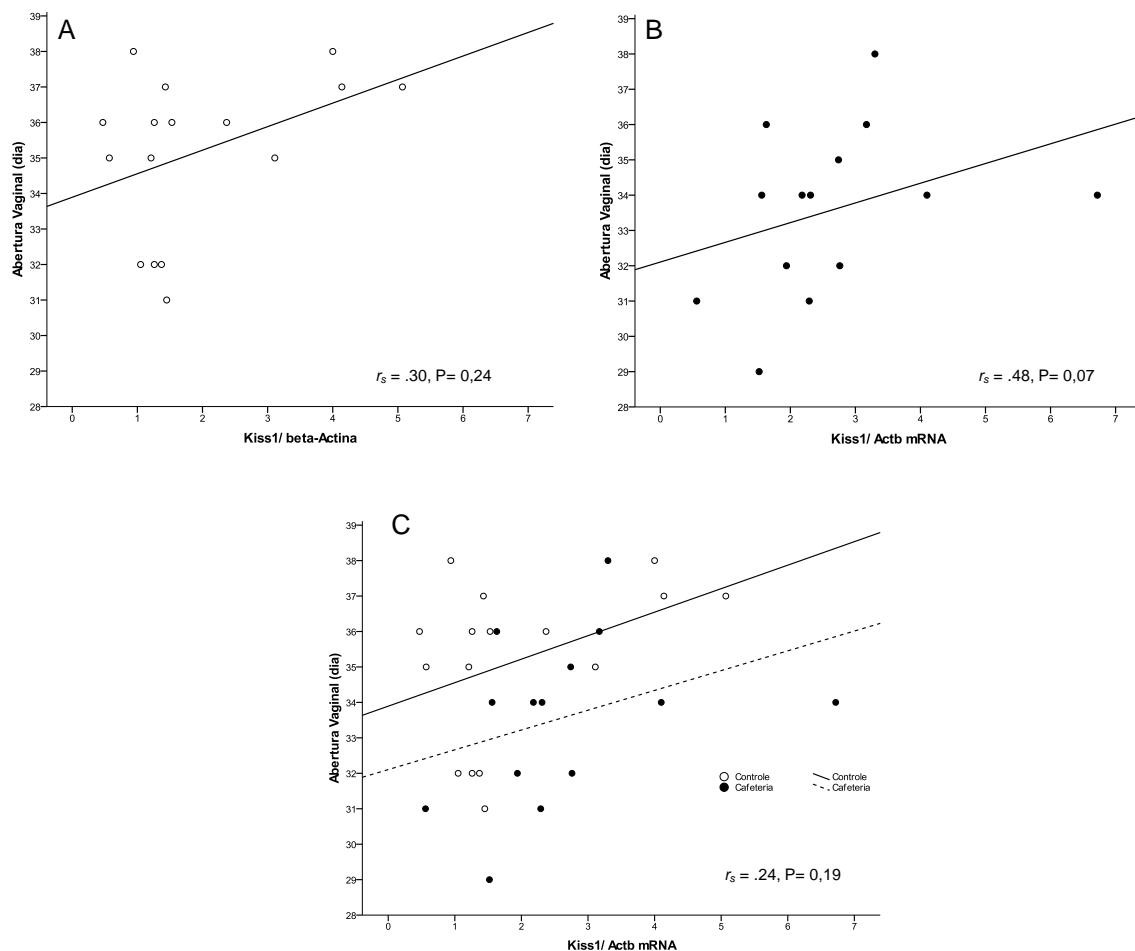 A
39
38
37
36
35
34
33
32
31
30
29
28
Abertura Vaginal (dia)
0 1 2 3 4 5 6 7
Kiss1/ beta-Actina
rs = .30, P= 0,24
B
39
38
37
36
35
34
33
32
31
30
29
28
Abertura Vaginal (dia)
0 1 2 3 4 5 6 7
Kiss1/ Actb mRNA
rs = .48, P= 0,07
C
39
38
37
36
35
34
33
32
31
30
29
28
Abertura Vaginal (dia)
0 1 2 3 4 5 6 7
Kiss1/ Actb mRNA
Controle Controle
Cafeteria Cafeteria
rs = .24, P= 0,19